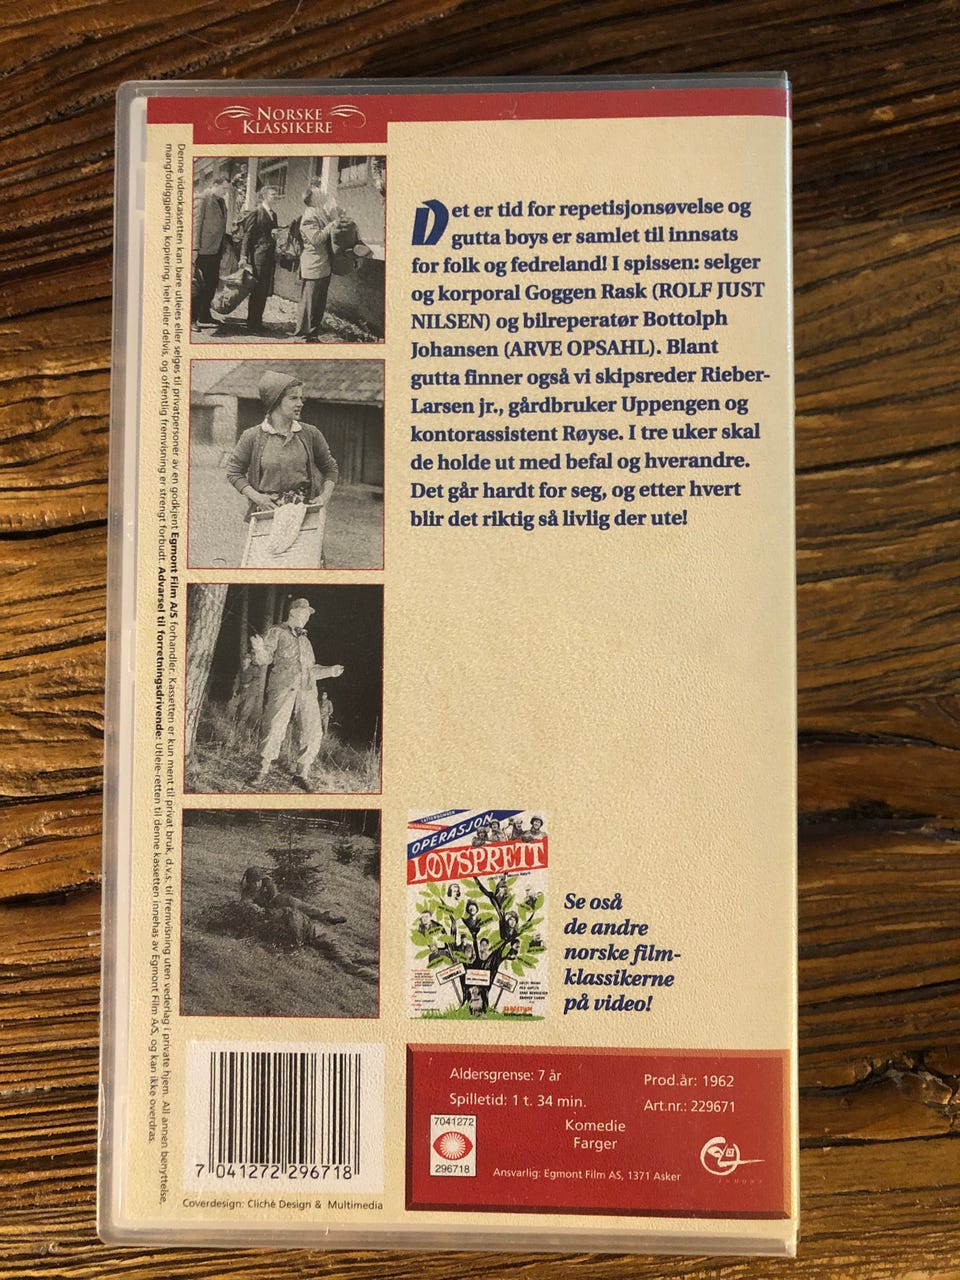 NORSKE
KLASSIKERE
Denne videokassetten kan bare utleies eller selges til privatpersoner av en godkjent Egmont Film A/S forhandler. Kassetten er kun ment til privat bruk, d.v.s. til fremvisning uten vederlag i private hjem. All annen benyttelse,
mangfoldiggjøring, kopiering, helt eller delvis, og offentlig fremvisning er strengt forbudt. Advarsel til forretningsdrivende: Utleie-retten til denne kassetten innehas av Egmont Film A/S, og kan ikke overdras.
Det er tid for repetisjonsøvelse og
gutta boys er samlet til innsats
for folk og fedreland! I spissen: selger
og korporal Goggen Rask (ROLF JUST
NILSEN) og bilreperatør Bottolph
Johansen (ARVE OPSAHL). Blant
gutta finner også vi skipsreder Rieber-
Larsen jr., gårdbruker Uppengen og
kontorassistent Røyse. I tre uker skal
de holde ut med befal og hverandre.
Det går hardt for seg, og etter hvert
blir det riktig så livlig der ute!
OPERASJON
LØVSPRETT
Se oså
de andre
norske film-
klassikerne
på video!
Aldersgrense: 7 år
Prod.år: 1962
Spilletid: 1 t. 34 min.
Art.nr.: 229671
Komedie
Farger
7041272
296718
Ansvarlig: Egmont Film AS, 1371 Asker
EGMONT
7 041272 296718
Coverdesign: Cliché Design & Multimedia